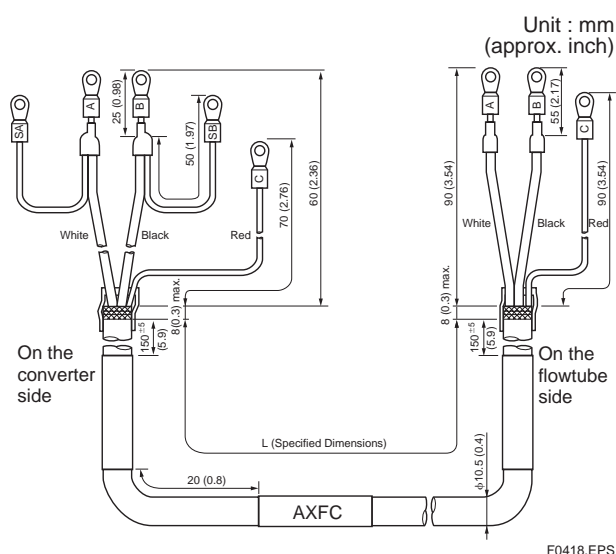 Unit : mm
(approx. inch)
SA
A
B
SB
C
25 (0.98)
50 (1.97)
70 (2.76)
60 (2.36)
White
Black
Red
8(0.3) max.
150±5
(5.9)
On the
converter
side
A
B
C
55 (2.17)
90 (3.54)
90 (3.54)
White
Black
Red
8 (0.3) max.
150±5
(5.9)
On the
flowtube
side
L (Specified Dimensions)
20 (0.8)
φ10.5 (0.4)
AXFC
F0418.EPS